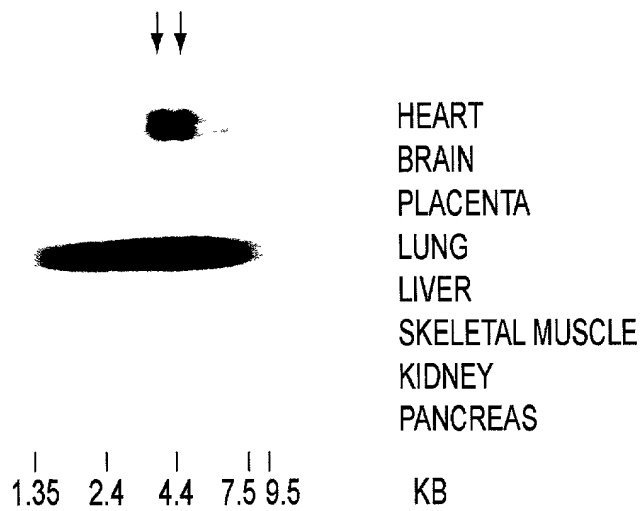 HEART
BRAIN
PLACENTA
LUNG
LIVER
SKELETAL MUSCLE
KIDNEY
PANCREAS
1.35 2.4 4.4 7.5 9.5 KB